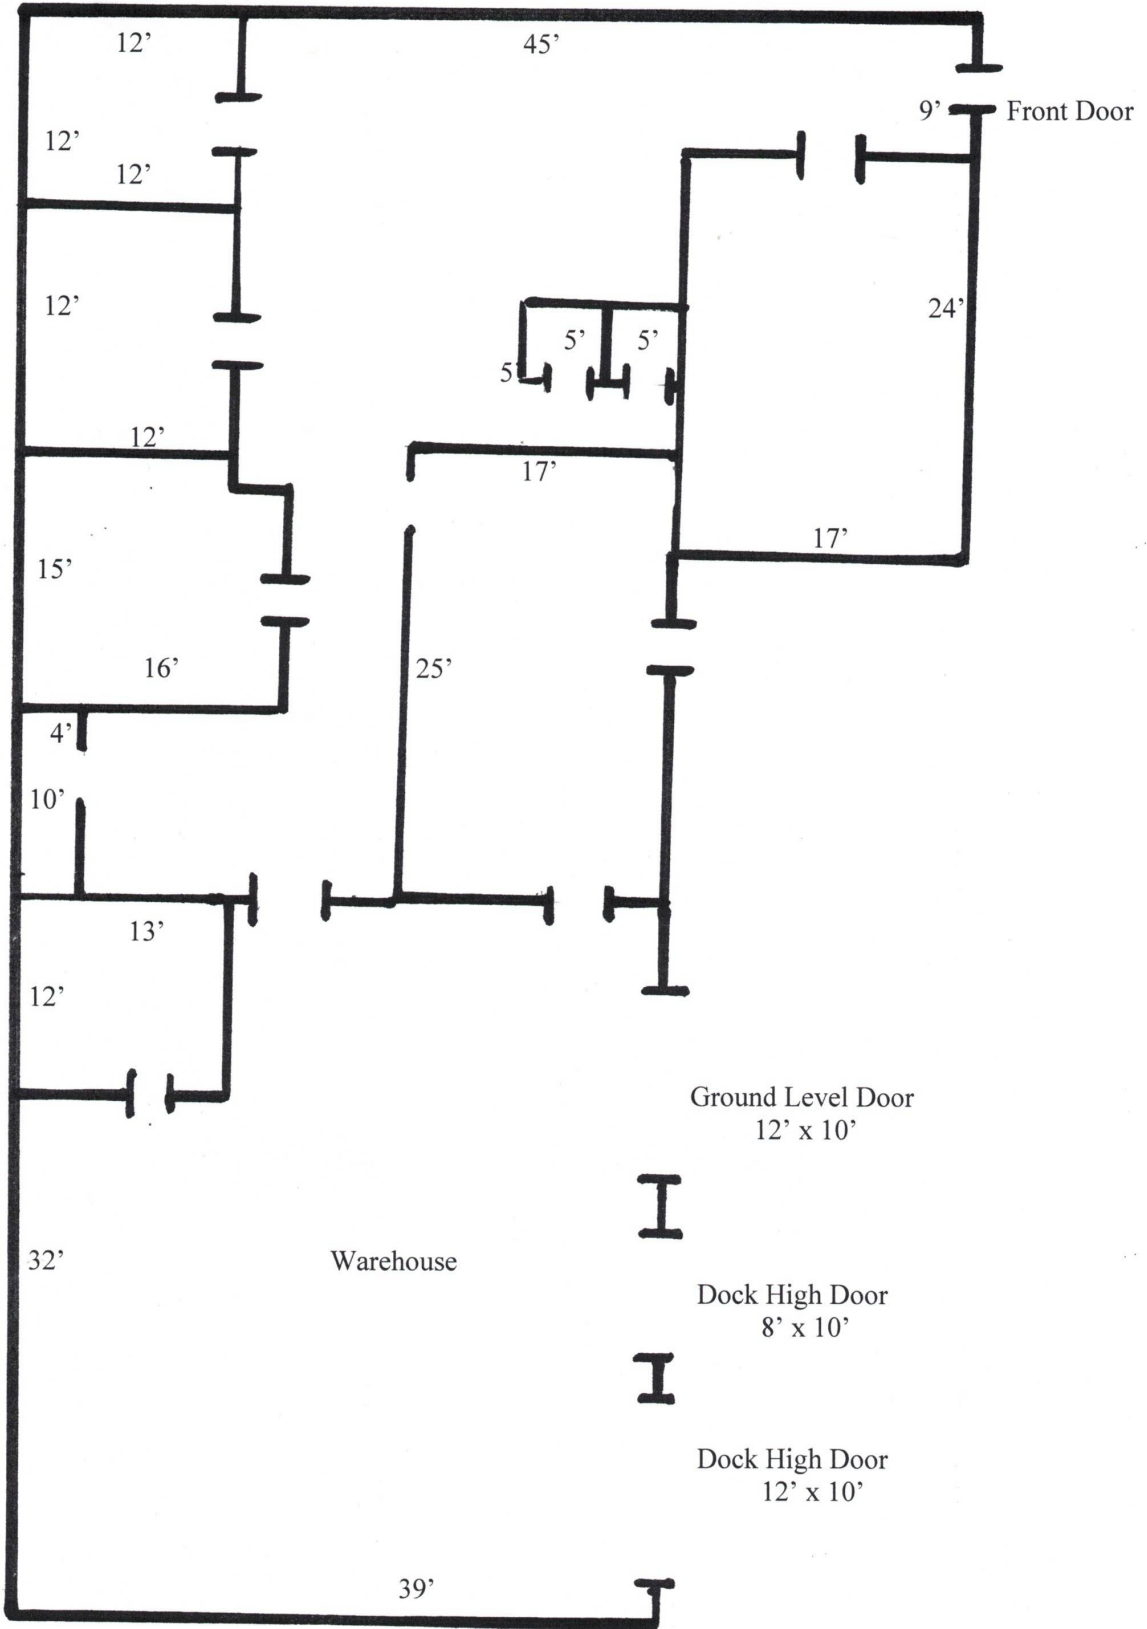 12’
45’
9’
Front Door
12’
12’
12’
24’
5’
5’
5’
12’
17’
17’
15’
16’
25’
4’
10’
13’
12’
Ground Level Door
12’ x 10’
32’
Warehouse
Dock High Door
8’ x 10’
Dock High Door
12’ x 10’
39’